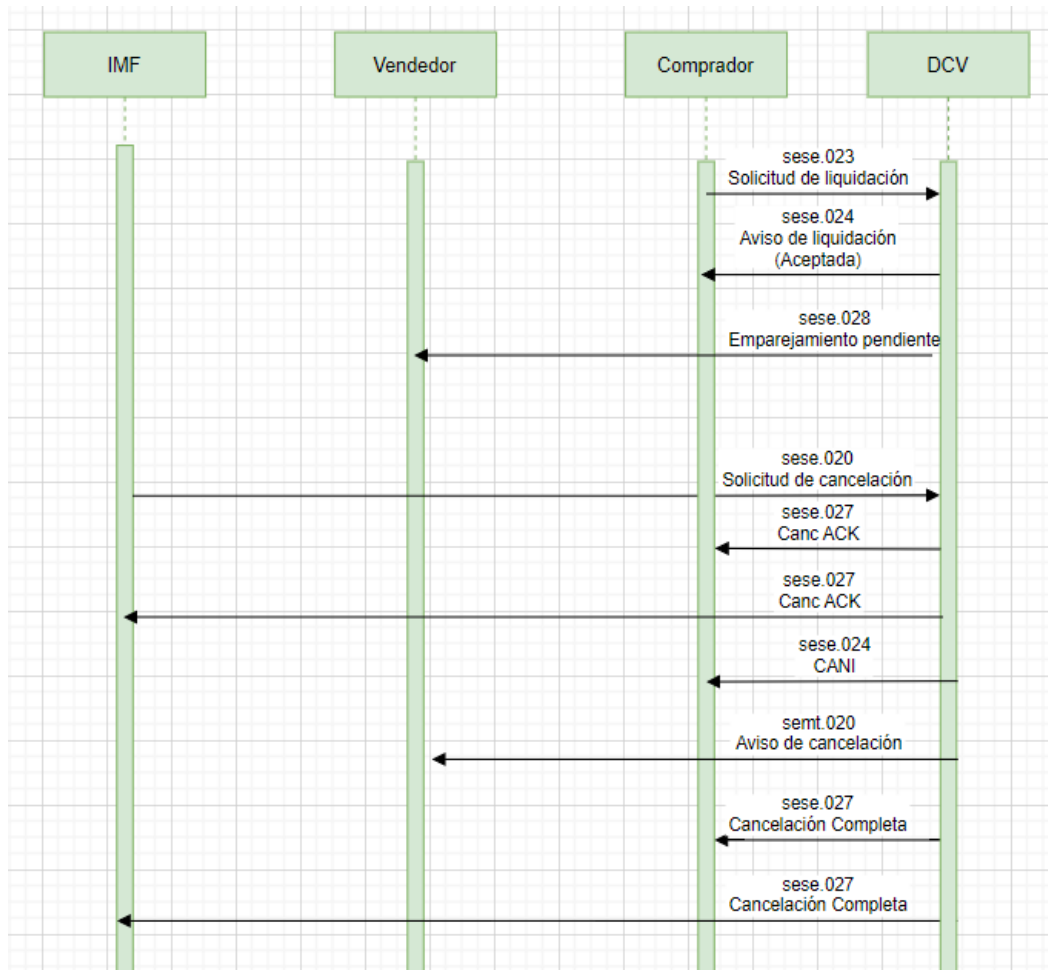 IMF
Vendedor
Comprador
DCV
sese.023
Solicitud de liquidación
sese.024
Aviso de liquidación
(Aceptada)
sese.028
Emparejamiento pendiente
sese.020
Solicitud de cancelación
sese.027
Canc ACK
sese.027
Canc ACK
sese.024
CANI
semt.020
Aviso de cancelación
sese.027
Cancelación Completa
sese.027
Cancelación Completa